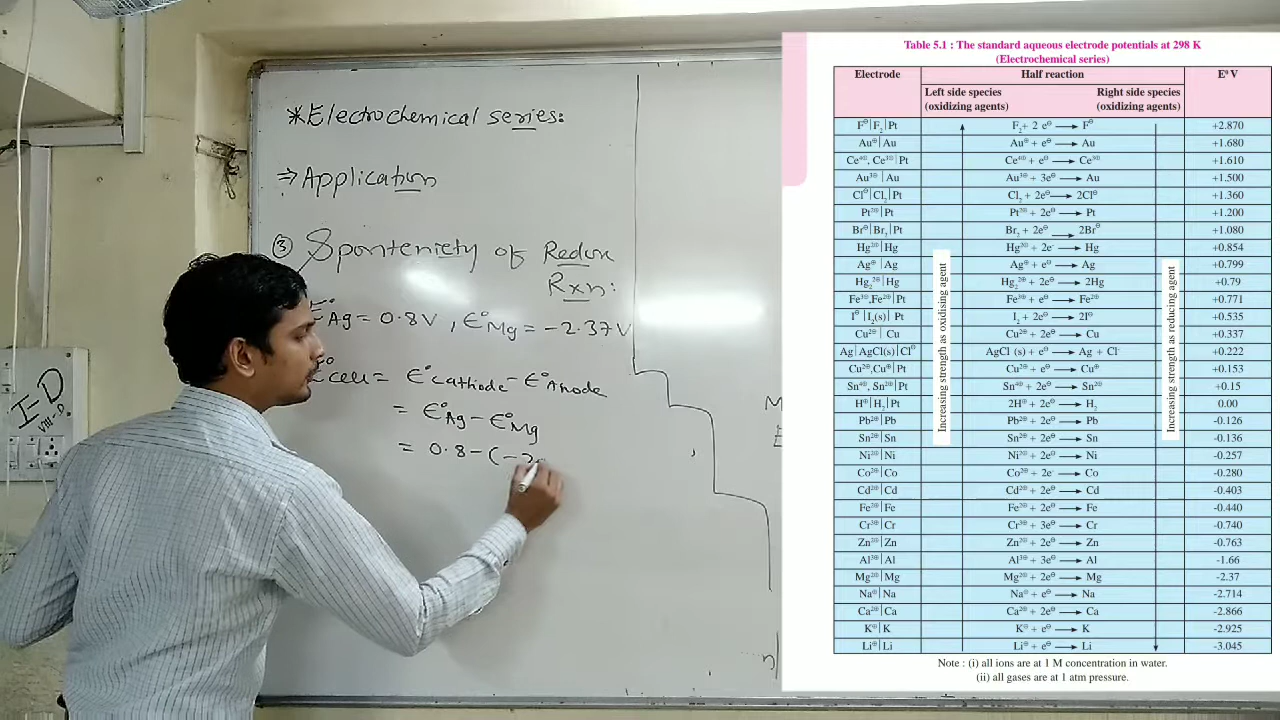 *Electrochemical series:
⇒ Application
③ Sponteniety of Redox
Rxn:
E°Ag = 0.8V , E°Mg = -2.37V
E°cell = E°Cathode - E°Anode
= E°Ag - E°Mg
= 0.8 - (-2
I-D
VIII-D
Table 5.1 : The standard aqueous electrode potentials at 298 K
(Electrochemical series)
Electrode Half reaction E° V
Left side species Right side species
(oxidizing agents) (oxidizing agents)
F⊖|F₂|Pt F₂+ 2 e⊖ → F⊖ +2.870
Au⊕|Au Au⊕ + e⊖ → Au +1.680
Ce⁴⊕, Ce³⊕|Pt Ce⁴⊕ + e⊖ → Ce³⊕ +1.610
Au³⊕|Au Au³⊕ + 3e⊖ → Au +1.500
Cl⊖|Cl₂|Pt Cl₂ + 2e⊖ → 2Cl⊖ +1.360
Pt²⊕|Pt Pt²⊕ + 2e⊖ → Pt +1.200
Br⊖|Br₂|Pt Br₂ + 2e⊖ → 2Br⊖ +1.080
Hg²⊕|Hg Hg²⊕ + 2e⁻ → Hg +0.854
Ag⊕|Ag Ag⊕ + e⊖ → Ag +0.799
Hg₂²⊕|Hg Hg₂²⊕ + 2e⊖ → 2Hg +0.79
Fe³⊕,Fe²⊕|Pt Fe³⊕ + e⊖ → Fe²⊕ +0.771
I⊖|I₂(s)|Pt I₂ + 2e⊖ → 2I⊖ +0.535
Cu²⊕|Cu Cu²⊕ + 2e⊖ → Cu +0.337
Ag|AgCl(s)|Cl⊖ AgCl (s) + e⊖ → Ag + Cl⁻ +0.222
Cu²⊕,Cu⊕|Pt Cu²⊕ + e⊖ → Cu⊕ +0.153
Sn⁴⊕, Sn²⊕|Pt Sn⁴⊕ + 2e⊖ → Sn²⊕ +0.15
H⊕|H₂|Pt 2H⊕ + 2e⊖ → H₂ 0.00
Pb²⊕|Pb Pb²⊕ + 2e⊖ → Pb -0.126
Sn²⊕|Sn Sn²⊕ + 2e⊖ → Sn -0.136
Ni²⊕|Ni Ni²⊕ + 2e⊖ → Ni -0.257
Co²⊕|Co Co²⊕ + 2e⁻ → Co -0.280
Cd²⊕|Cd Cd²⊕ + 2e⊖ → Cd -0.403
Fe²⊕|Fe Fe²⊕ + 2e⊖ → Fe -0.440
Cr³⊕|Cr Cr³⊕ + 3e⊖ → Cr -0.740
Zn²⊕|Zn Zn²⊕ + 2e⊖ → Zn -0.763
Al³⊕|Al Al³⊕ + 3e⊖ → Al -1.66
Mg²⊕|Mg Mg²⊕ + 2e⊖ → Mg -2.37
Na⊕|Na Na⊕ + e⊖ → Na -2.714
Ca²⊕|Ca Ca²⊕ + 2e⊖ → Ca -2.866
K⊕|K K⊕ + e⊖ → K -2.925
Li⊕|Li Li⊕ + e⊖ → Li -3.045
Increasing strength as oxidising agent
Increasing strength as reducing agent
Note : (i) all ions are at 1 M concentration in water.
(ii) all gases are at 1 atm pressure.